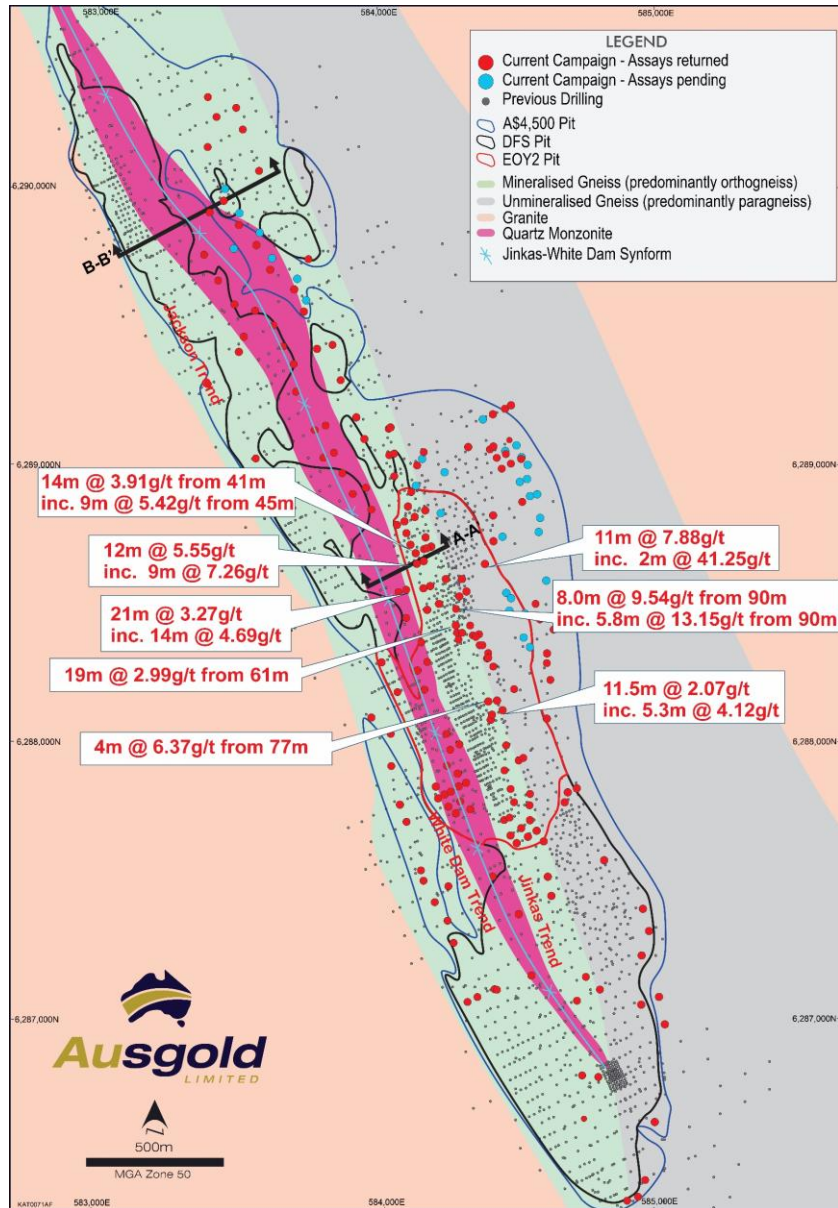 583,000E
584,000E
585,000E
LEGEND
Current Campaign - Assays returned
Current Campaign - Assays pending
Previous Drilling
A$4,500 Pit
DFS Pit
EOY2 Pit
Mineralised Gneiss (predominantly orthogneiss)
Unmineralised Gneiss (predominantly paragneiss)
Granite
Quartz Monzonite
Jinkas-White Dam Synform
6,290,000N
6,290,000N
B-B'
Jackson Trend
6,289,000N
6,289,000N
14m @ 3.91g/t from 41m
inc. 9m @ 5.42g/t from 45m
A-A
12m @ 5.55g/t
inc. 9m @ 7.26g/t
11m @ 7.88g/t
inc. 2m @ 41.25g/t
21m @ 3.27g/t
inc. 14m @ 4.69g/t
8.0m @ 9.54g/t from 90m
inc. 5.8m @ 13.15g/t from 90m
19m @ 2.99g/t from 61m
11.5m @ 2.07g/t
inc. 5.3m @ 4.12g/t
4m @ 6.37g/t from 77m
6,288,000N
6,288,000N
White Dam Trend
Jinkas Trend
6,287,000N
6,287,000N
Ausgold
LIMITED
N
500m
MGA Zone 50
KAT0071AF
583,000E
584,000E
585,000E